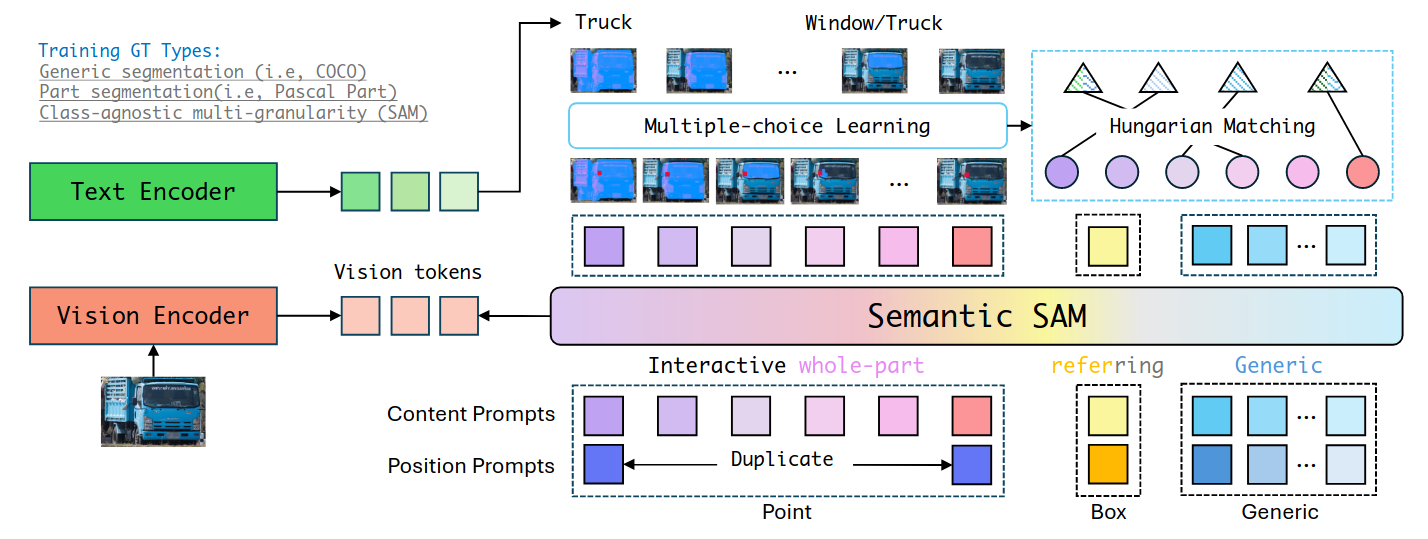 Training GT Types:
Generic segmentation (i.e, COCO)
Part segmentation(i.e, Pascal Part)
Class-agnostic multi-granularity (SAM)
Truck
Window/Truck
...
Multiple-choice Learning
Hungarian Matching
...
Text Encoder
Vision tokens
...
Vision Encoder
Semantic SAM
Interactive whole-part
referring
Generic
Content Prompts
...
Position Prompts
Duplicate
...
Point
Box
Generic